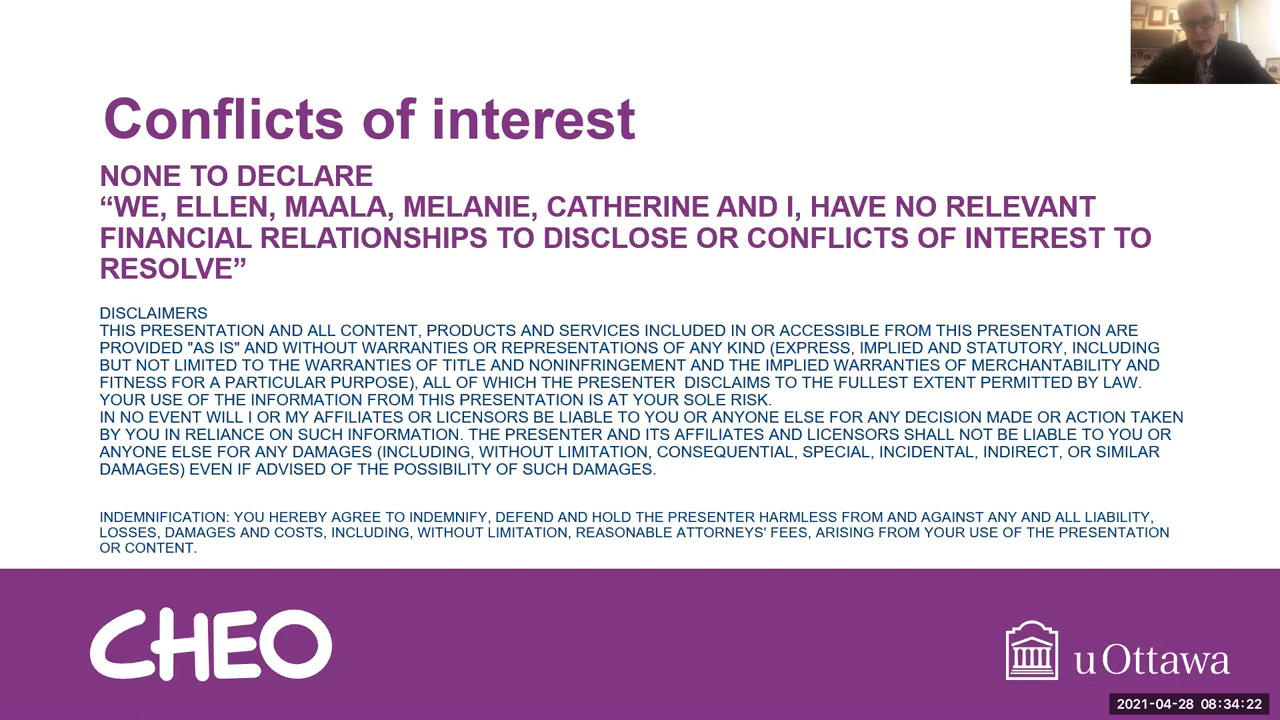 Conflicts of interest
NONE TO DECLARE
“WE, ELLEN, MAALA, MELANIE, CATHERINE AND I, HAVE NO RELEVANT
FINANCIAL RELATIONSHIPS TO DISCLOSE OR CONFLICTS OF INTEREST TO
RESOLVE”
DISCLAIMERS
THIS PRESENTATION AND ALL CONTENT, PRODUCTS AND SERVICES INCLUDED IN OR ACCESSIBLE FROM THIS PRESENTATION ARE
PROVIDED "AS IS" AND WITHOUT WARRANTIES OR REPRESENTATIONS OF ANY KIND (EXPRESS, IMPLIED AND STATUTORY, INCLUDING
BUT NOT LIMITED TO THE WARRANTIES OF TITLE AND NONINFRINGEMENT AND THE IMPLIED WARRANTIES OF MERCHANTABILITY AND
FITNESS FOR A PARTICULAR PURPOSE), ALL OF WHICH THE PRESENTER DISCLAIMS TO THE FULLEST EXTENT PERMITTED BY LAW.
YOUR USE OF THE INFORMATION FROM THIS PRESENTATION IS AT YOUR SOLE RISK.
IN NO EVENT WILL I OR MY AFFILIATES OR LICENSORS BE LIABLE TO YOU OR ANYONE ELSE FOR ANY DECISION MADE OR ACTION TAKEN
BY YOU IN RELIANCE ON SUCH INFORMATION. THE PRESENTER AND ITS AFFILIATES AND LICENSORS SHALL NOT BE LIABLE TO YOU OR
ANYONE ELSE FOR ANY DAMAGES (INCLUDING, WITHOUT LIMITATION, CONSEQUENTIAL, SPECIAL, INCIDENTAL, INDIRECT, OR SIMILAR
DAMAGES) EVEN IF ADVISED OF THE POSSIBILITY OF SUCH DAMAGES.
INDEMNIFICATION: YOU HEREBY AGREE TO INDEMNIFY, DEFEND AND HOLD THE PRESENTER HARMLESS FROM AND AGAINST ANY AND ALL LIABILITY,
LOSSES, DAMAGES AND COSTS, INCLUDING, WITHOUT LIMITATION, REASONABLE ATTORNEYS' FEES, ARISING FROM YOUR USE OF THE PRESENTATION
OR CONTENT.
CHEO
uOttawa
2021-04-28 08:34:22